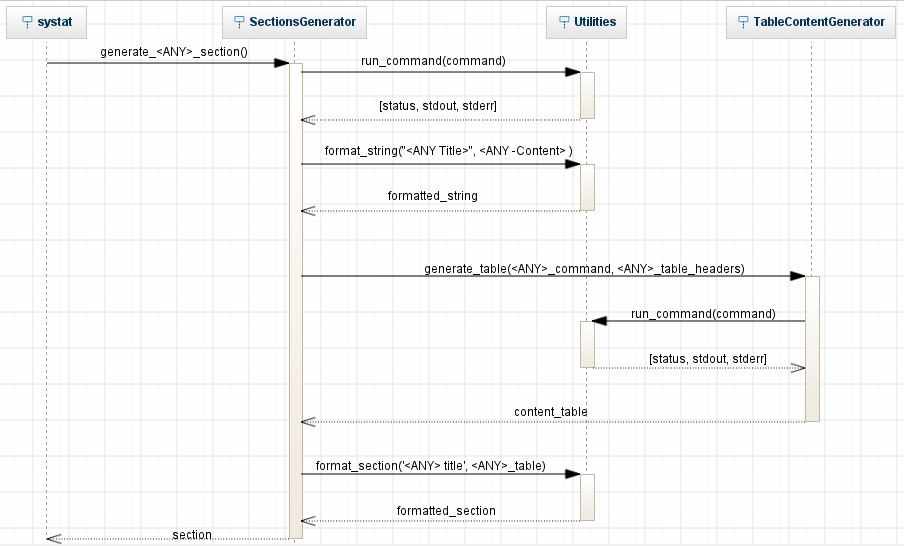 systat
SectionsGenerator
Utilities
TableContentGenerator
generate_<ANY>_section()
run_command(command)
[status, stdout, stderr]
format_string("<ANY Title>", <ANY -Content> )
formatted_string
generate_table(<ANY>_command, <ANY>_table_headers)
run_command(command)
[status, stdout, stderr]
content_table
format_section('<ANY> title', <ANY>_table)
formatted_section
section